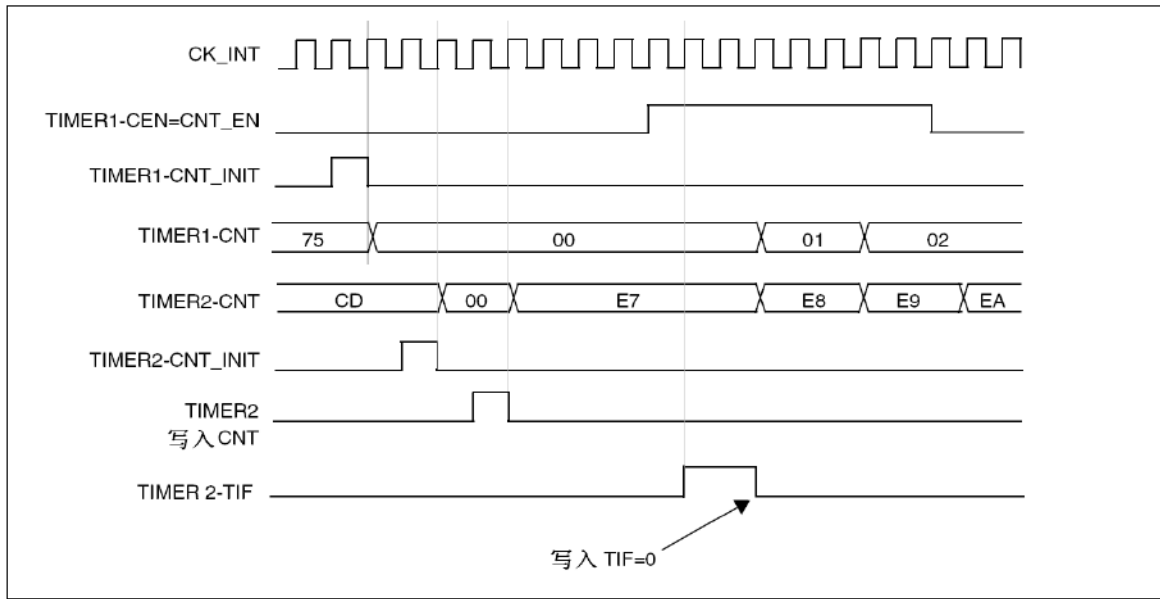 CK_INT
TIMER1-CEN=CNT_EN
TIMER1-CNT_INIT
TIMER1-CNT 75 00 01 02
TIMER2-CNT CD 00 E7 E8 E9 EA
TIMER2-CNT_INIT
TIMER2
写入CNT
TIMER 2-TIF
写入 TIF=0